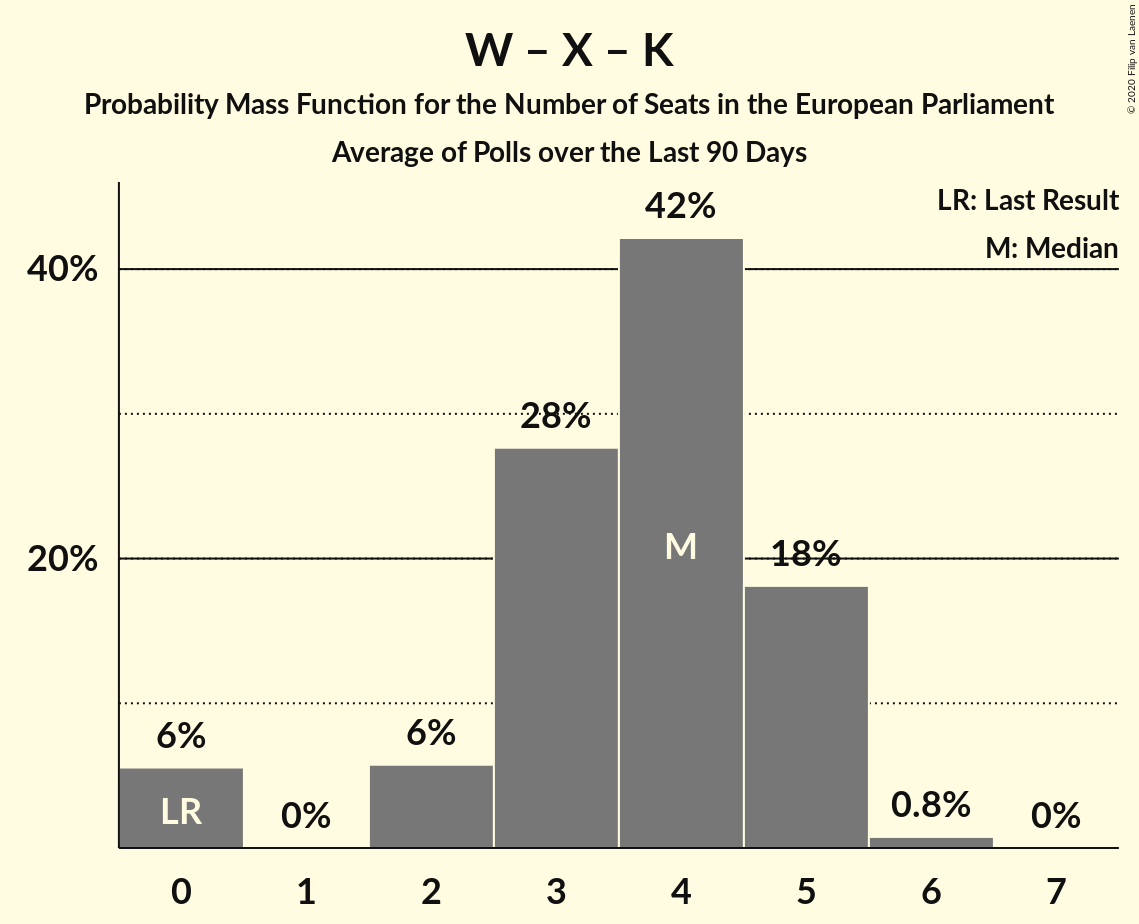 W – X – K
Probability Mass Function for the Number of Seats in the European Parliament
Average of Polls over the Last 90 Days
© 2020 Filip van Laenen
LR: Last Result
M: Median
42%
40%
28%
M
18%
20%
6%
6%
LR
0%
0.8%
0%
0 1 2 3 4 5 6 7